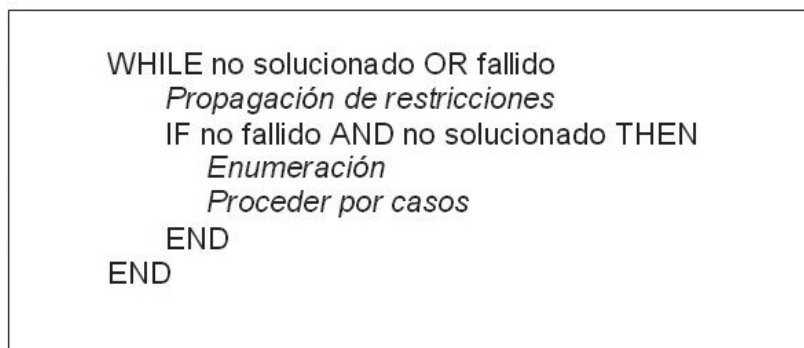 WHILE no solucionado OR fallido
Propagación de restricciones
IF no fallido AND no solucionado THEN
Enumeración
Proceder por casos
END
END